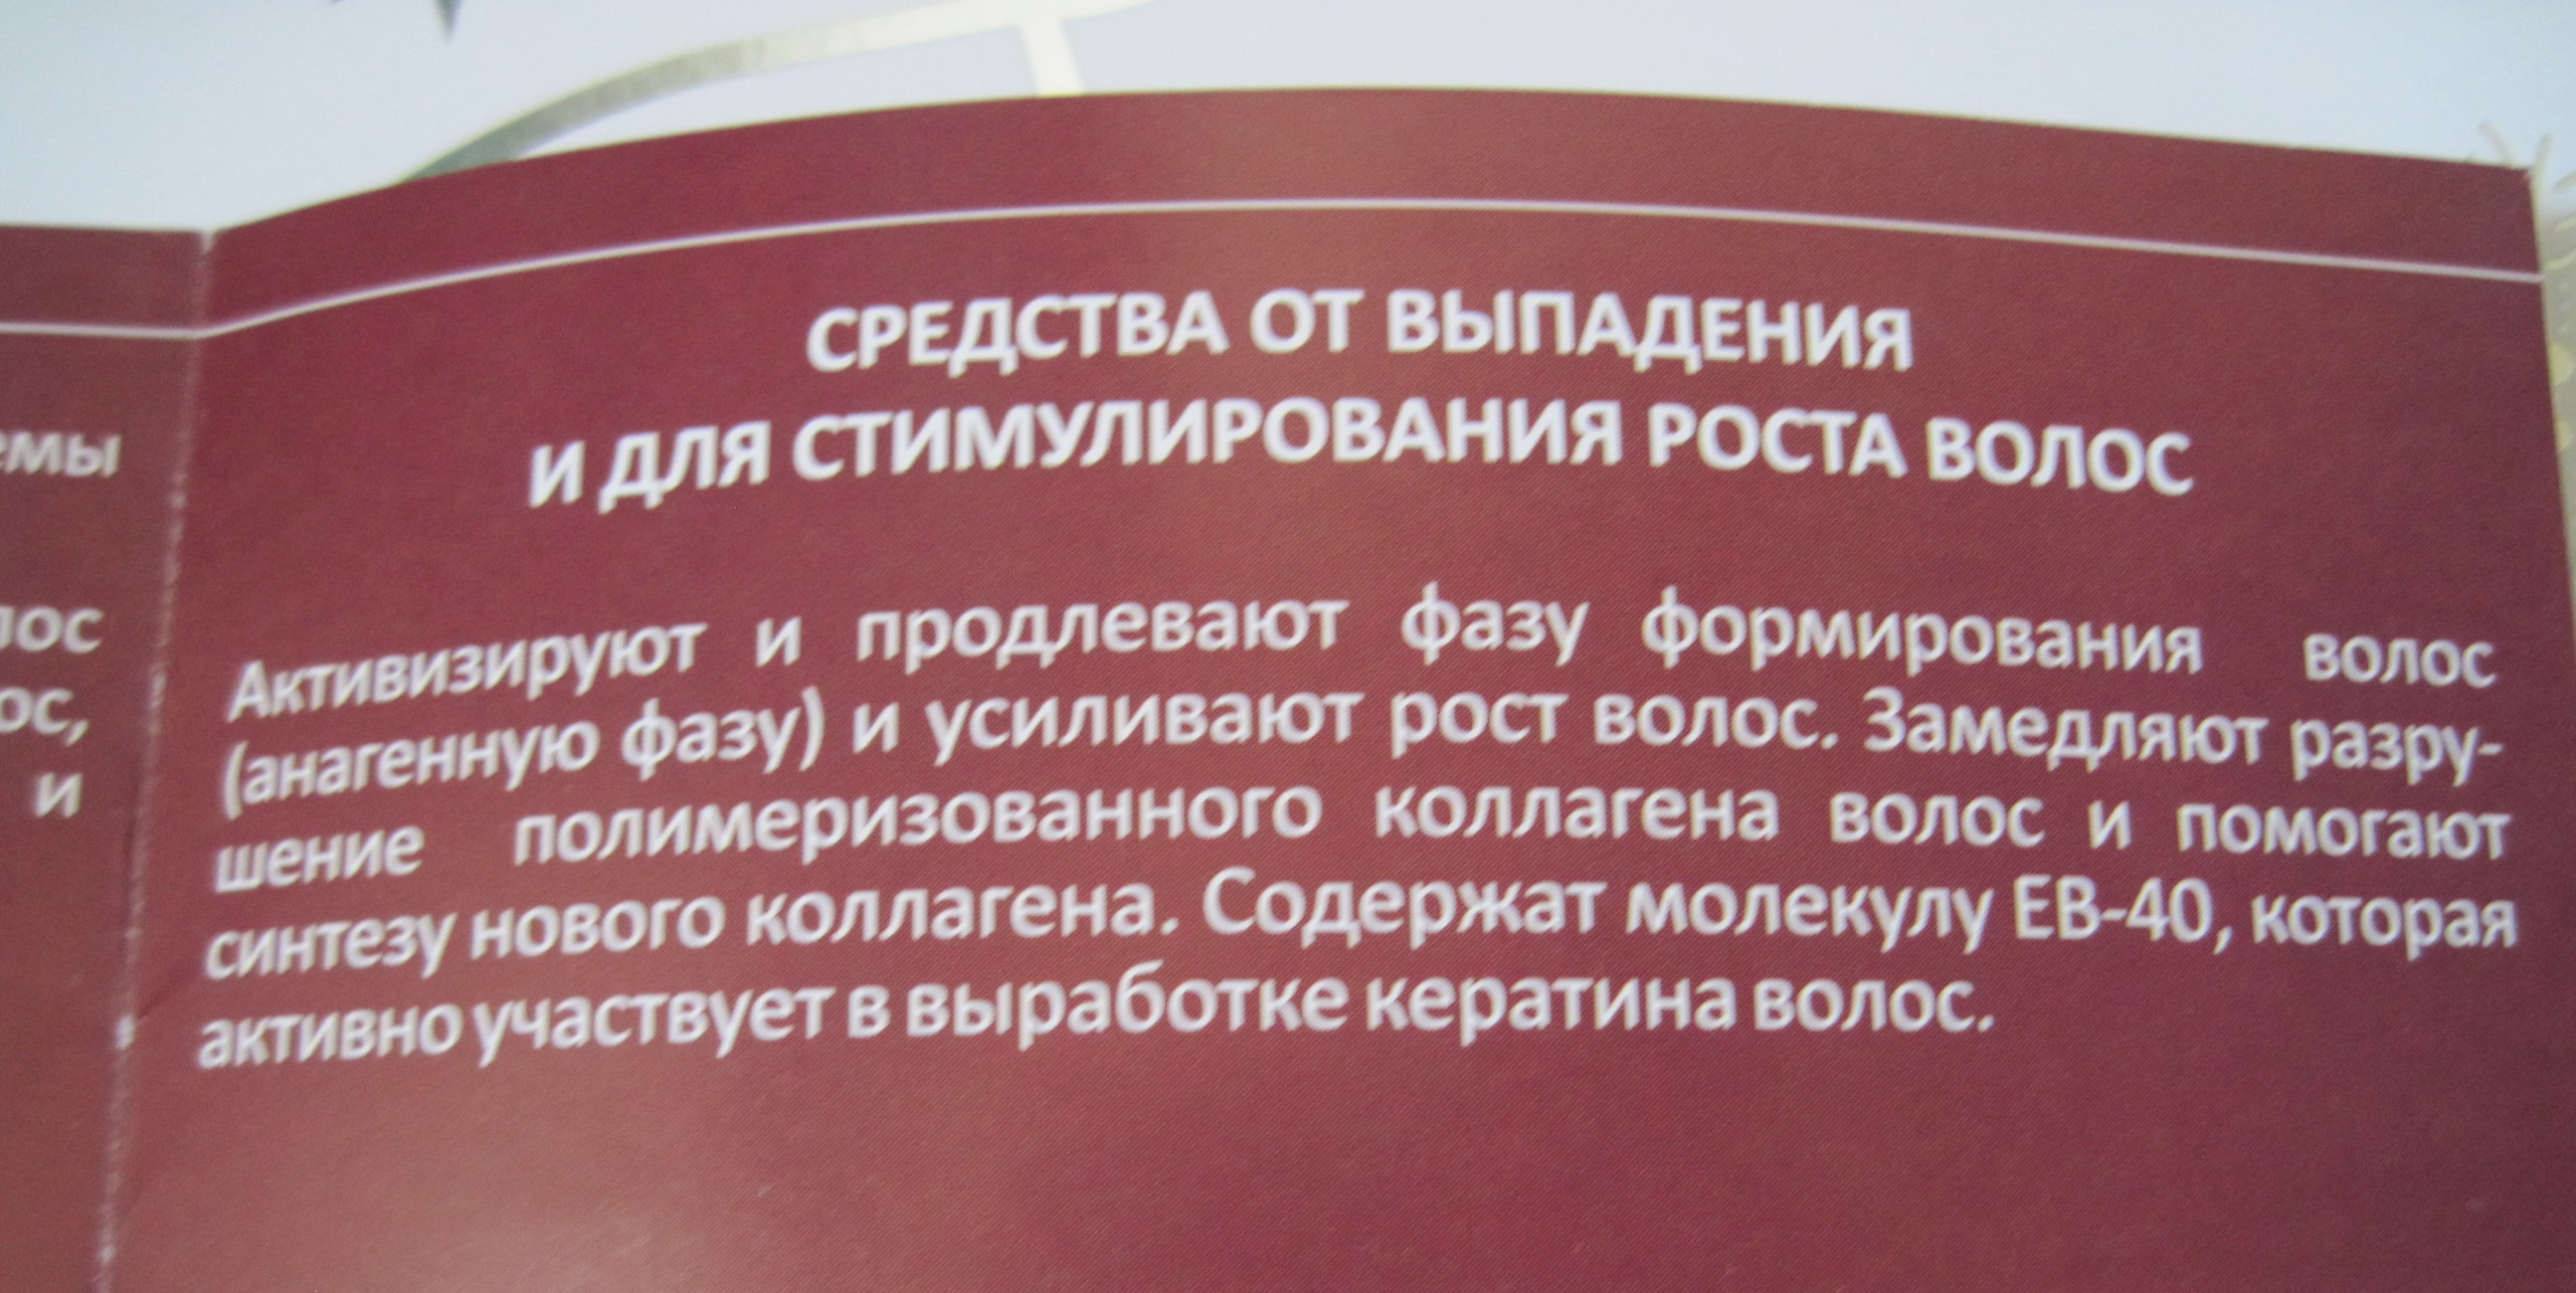 СРЕДСТВА ОТ ВЫПАДЕНИЯ
И ДЛЯ СТИМУЛИРОВАНИЯ РОСТА ВОЛОС
Активизируют и продлевают фазу формирования волос
(анагенную фазу) и усиливают рост волос. Замедляют разру-
шение полимеризованного коллагена волос и помогают
синтезу нового коллагена. Содержат молекулу ЕВ-40, которая
активно участвует в выработке кератина волос.
и